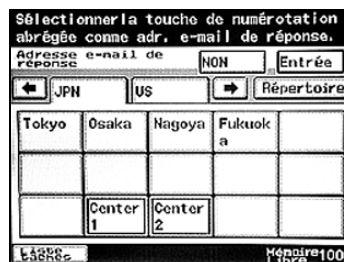 Sélectionnerla touche de numérotation
abrégée comme adr. e-mail de réponse.
Adresse e-mail de
réponse
NON
Entrée
JPN
US
Répertoire
Tokyo
Osaka
Nagoya
Fukuok
a
Center
1
Center
2
Liste
tâches
Mémoire
libre
100